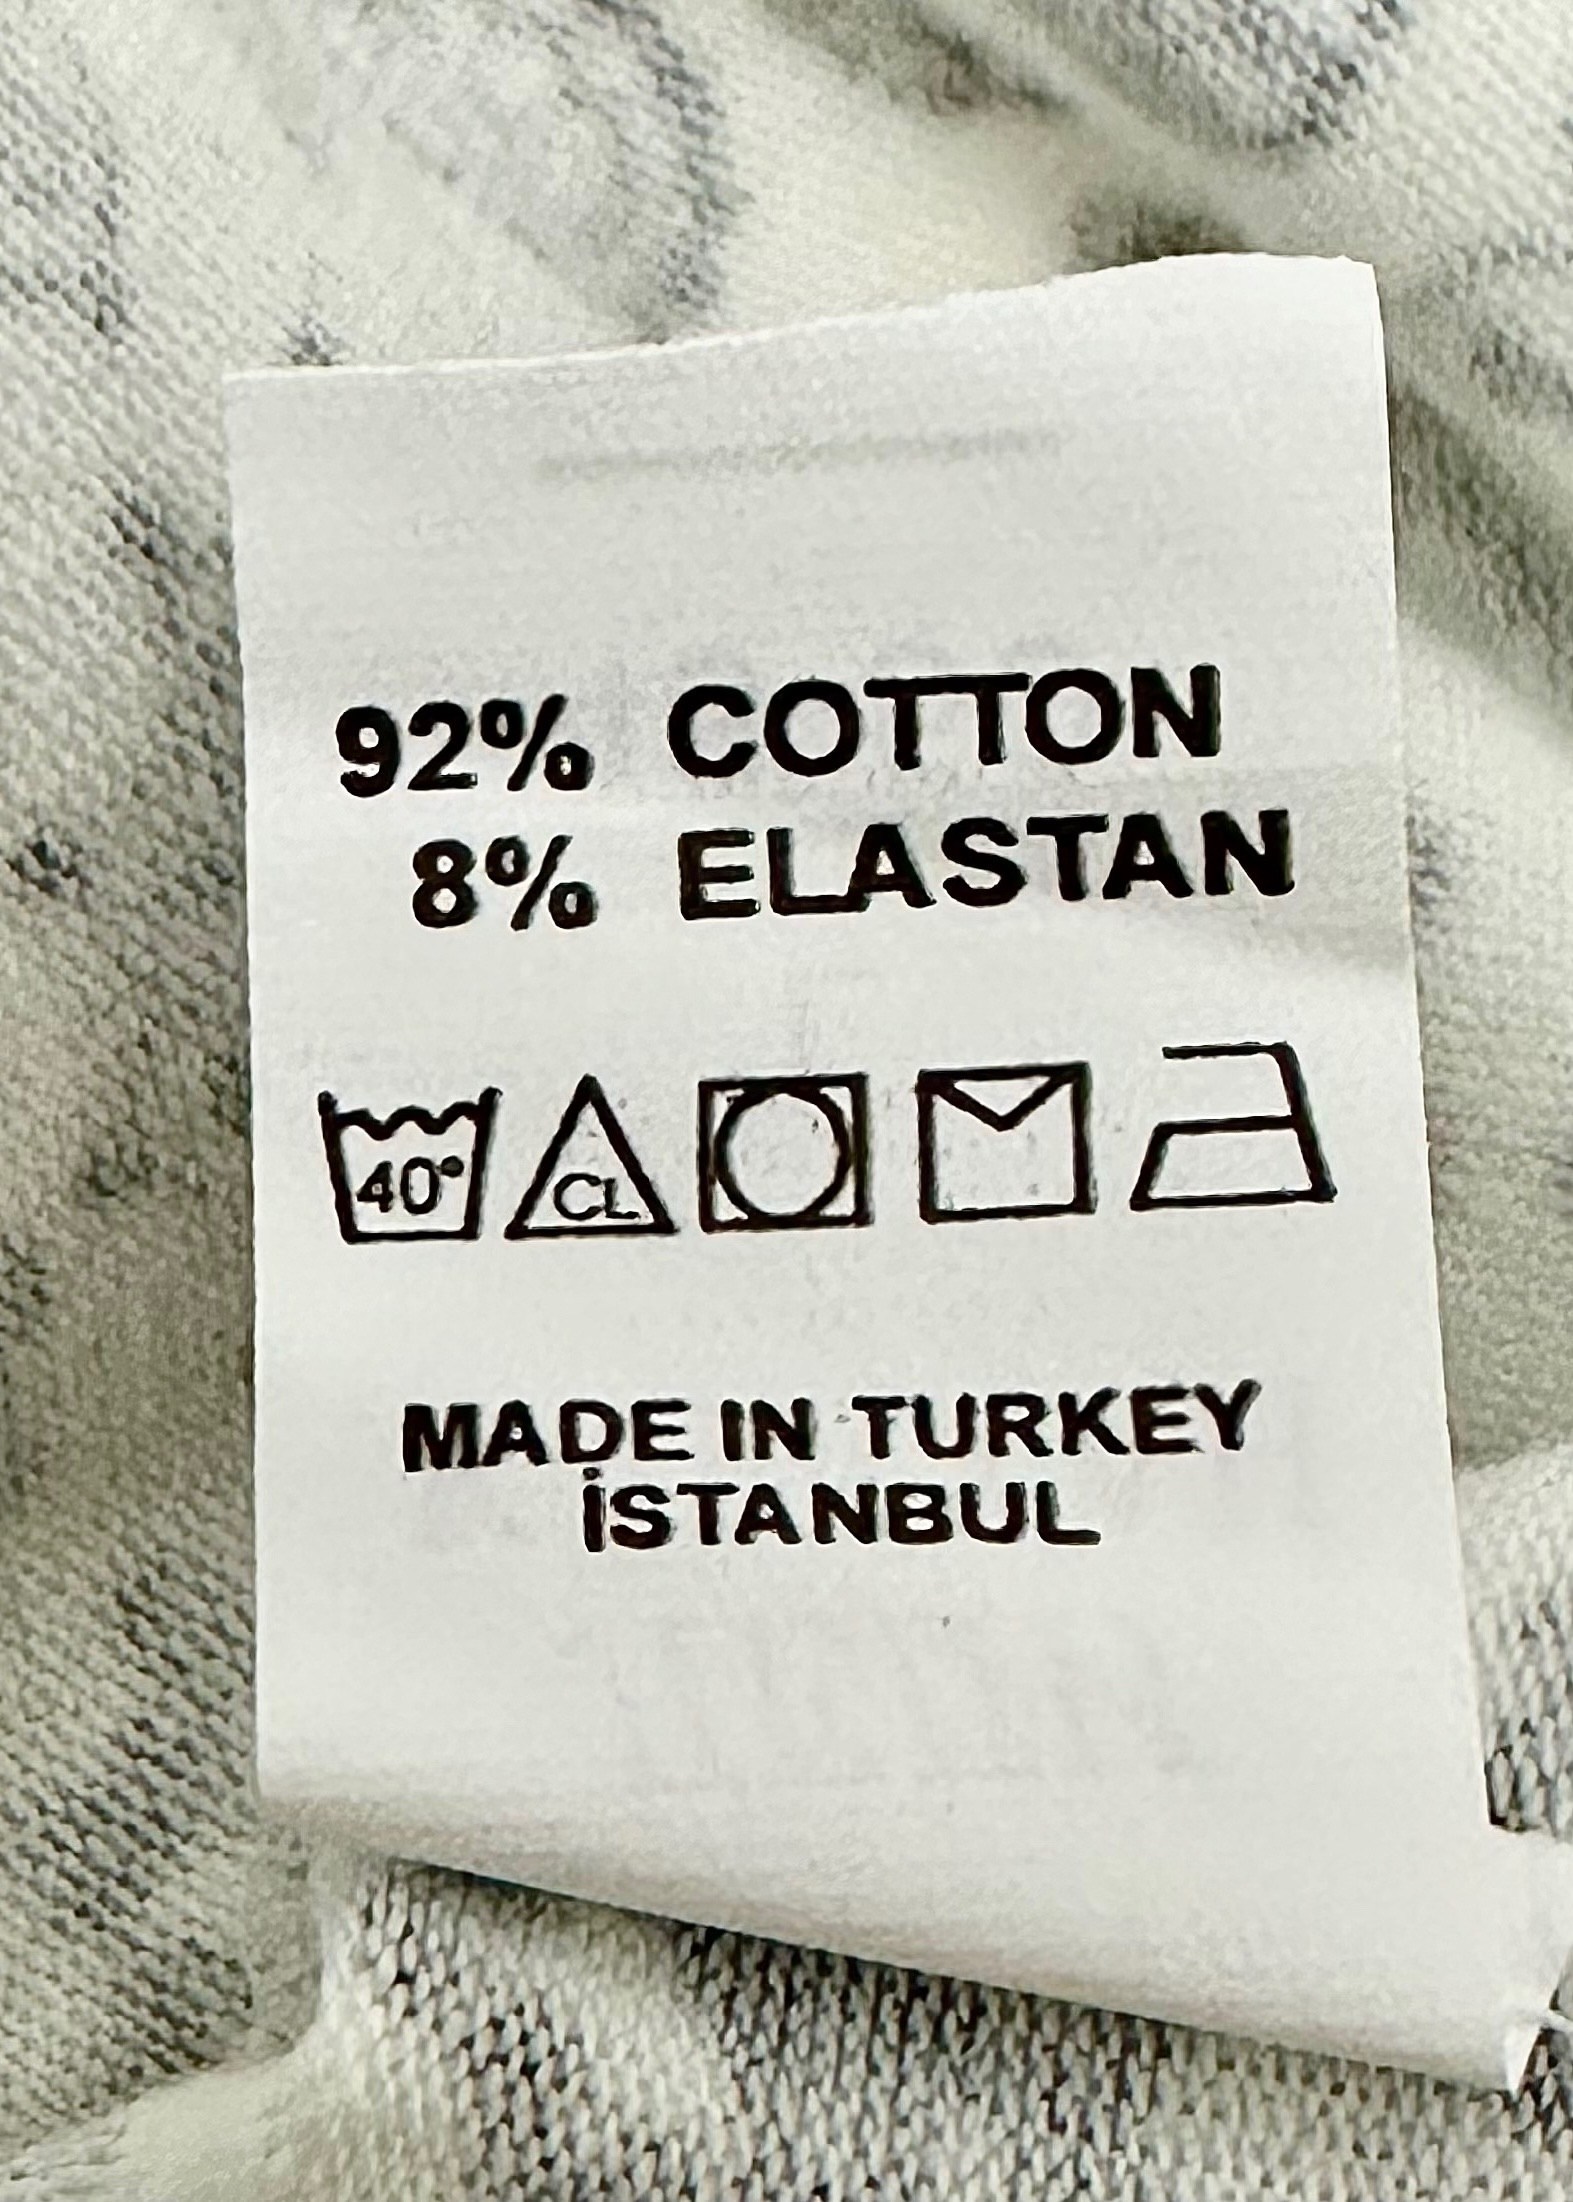 92% COTTON
8% ELASTAN
40° CL
MADE IN TURKEY
İSTANBUL